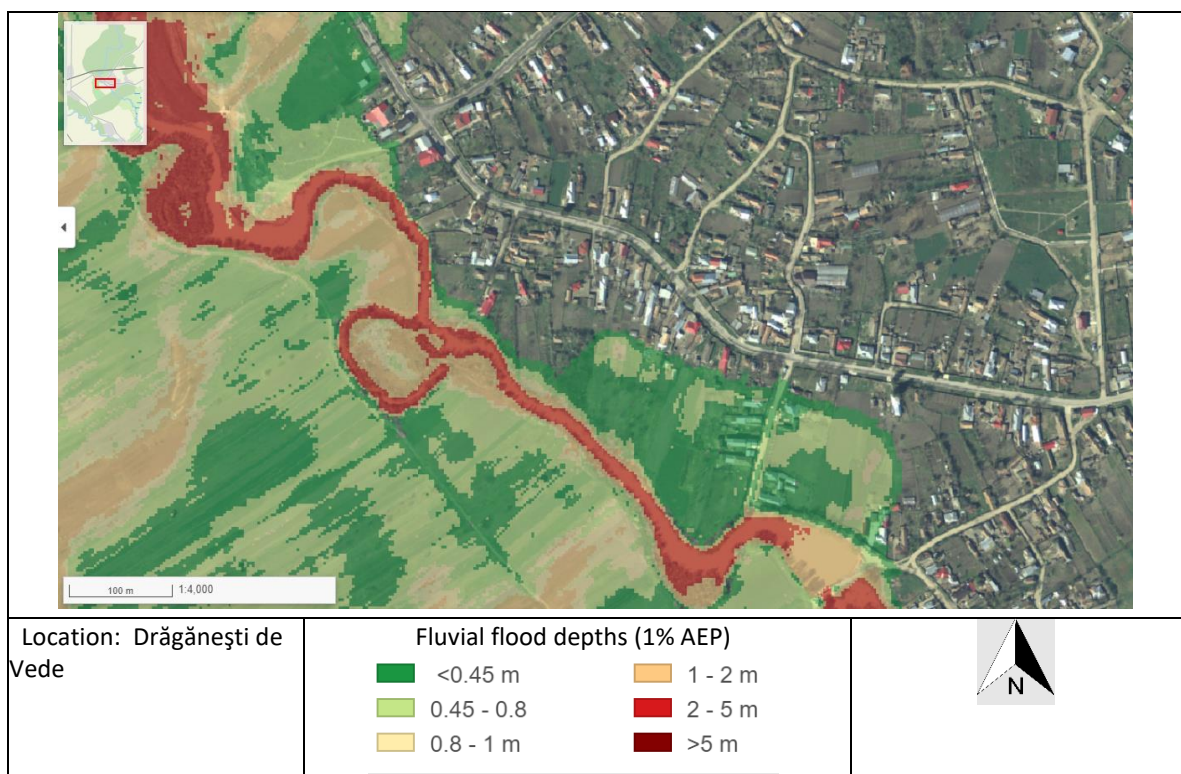 100 m
1:4,000
Location: Drăgăneşti de
Vede
Fluvial flood depths (1% AEP)
<0.45 m
1 - 2 m
0.45 - 0.8
2 - 5 m
0.8 - 1 m
>5 m
N